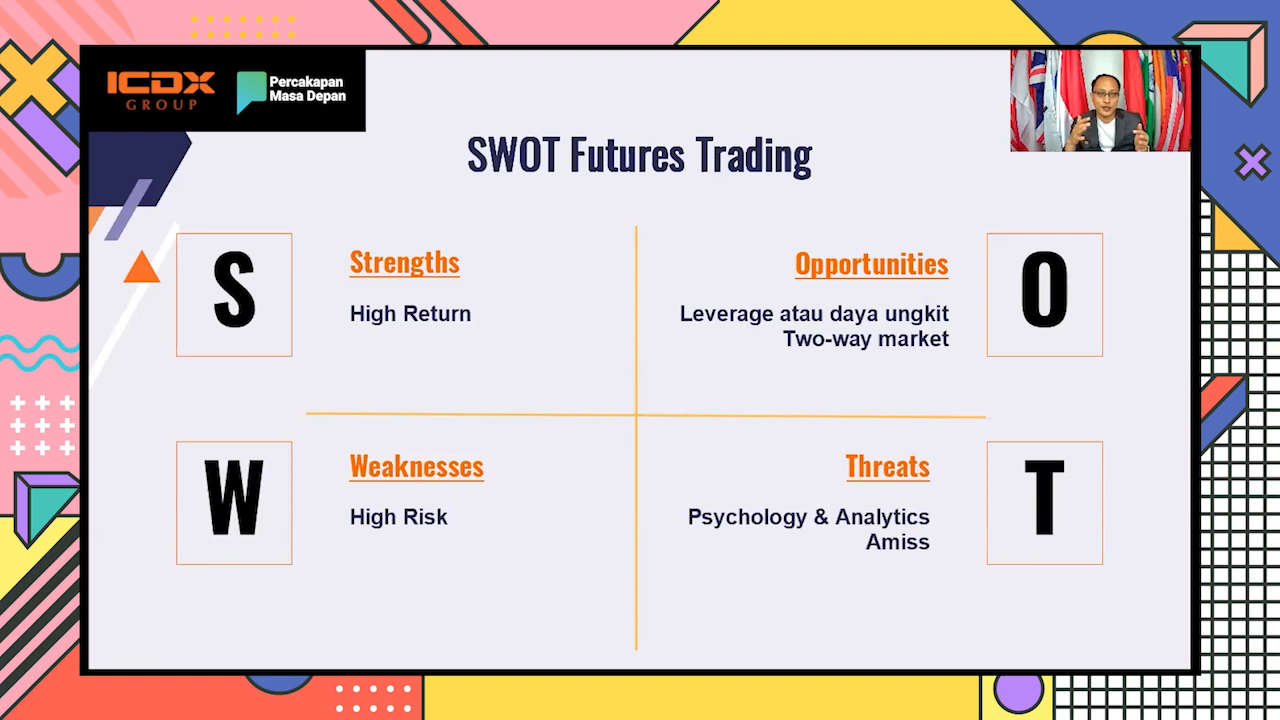 ICDX
GROUP
Percakapan
Masa Depan
SWOT Futures Trading
S
Strengths
High Return
Opportunities
Leverage atau daya ungkit
Two-way market
O
W
Weaknesses
High Risk
Threats
Psychology & Analytics
Amiss
T